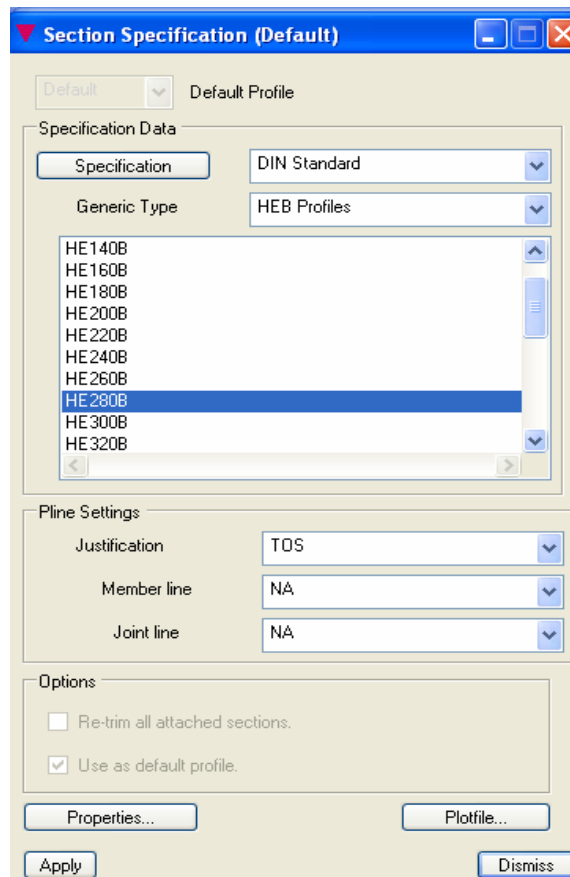 Section Specification (Default)
Default Default Profile
Specification Data
Specification DIN Standard
Generic Type HEB Profiles
HE140B
HE160B
HE180B
HE200B
HE220B
HE240B
HE260B
HE280B
HE300B
HE320B
Pline Settings
Justification TOS
Member line NA
Joint line NA
Options
Re-trim all attached sections.
Use as default profile.
Properties... Plotfile...
Apply Dismiss